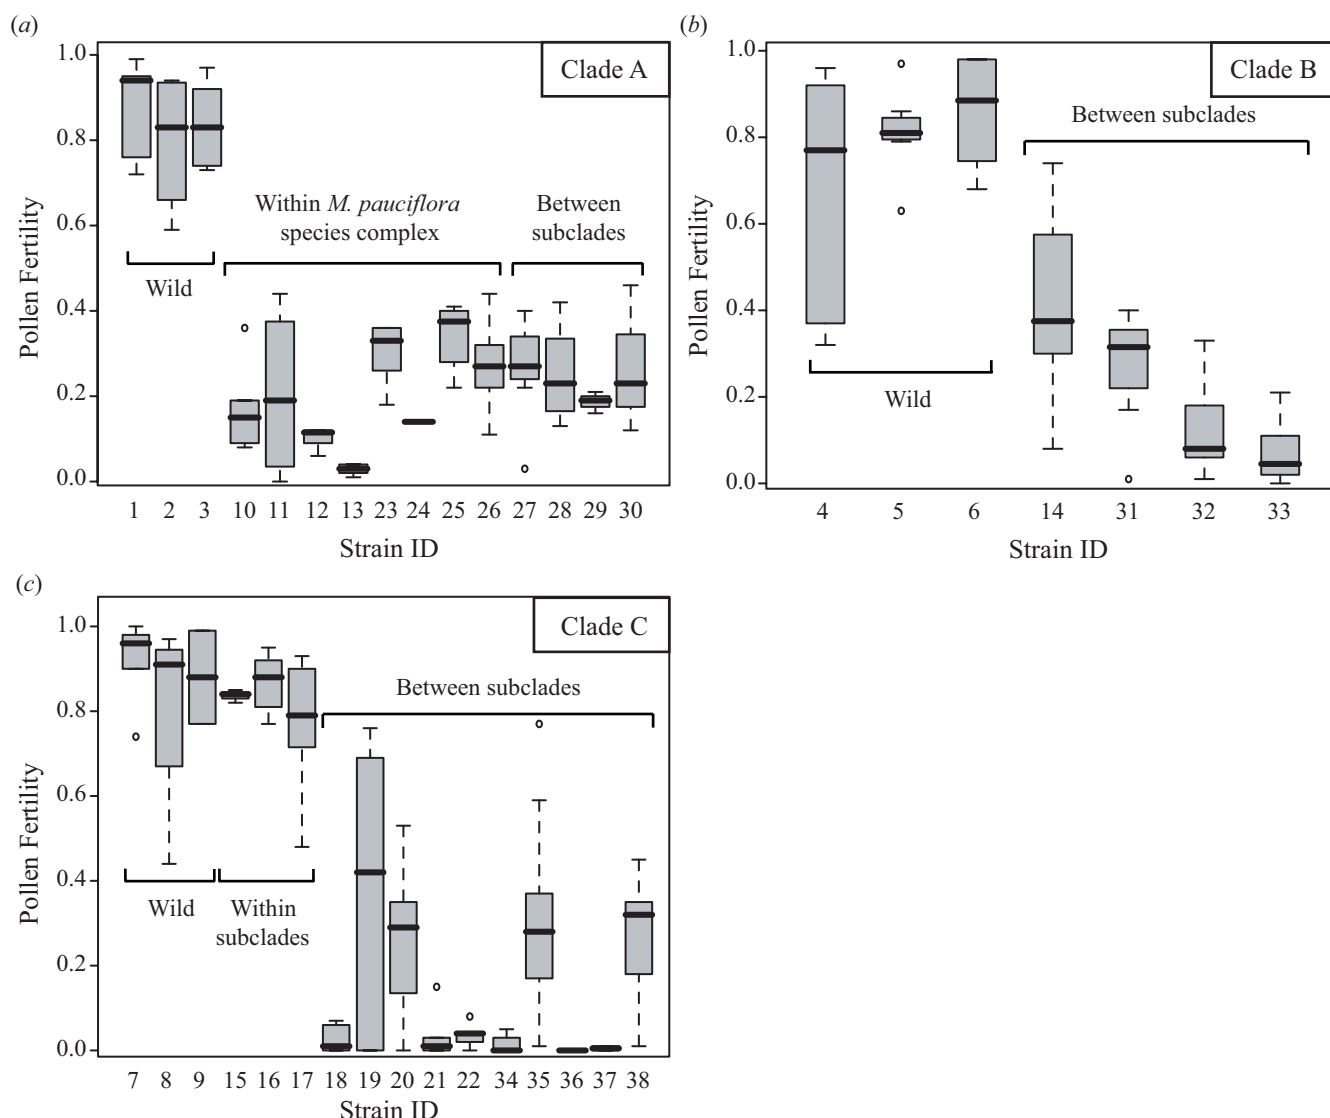 (a)
Clade A
Pollen Fertility
1.0
0.8
0.6
0.4
0.2
0.0
Within M. pauciflora
species complex
Between
subclades
Wild
1 2 3 10 11 12 13 23 24 25 26 27 28 29 30
Strain ID
(b)
Clade B
Pollen Fertility
1.0
0.8
0.6
0.4
0.2
0.0
Between subclades
Wild
4 5 6 14 31 32 33
Strain ID
(c)
Clade C
Pollen Fertility
1.0
0.8
0.6
0.4
0.2
0.0
Between subclades
Wild
Within
subclades
7 8 9 15 16 17 18 19 20 21 22 34 35 36 37 38
Strain ID